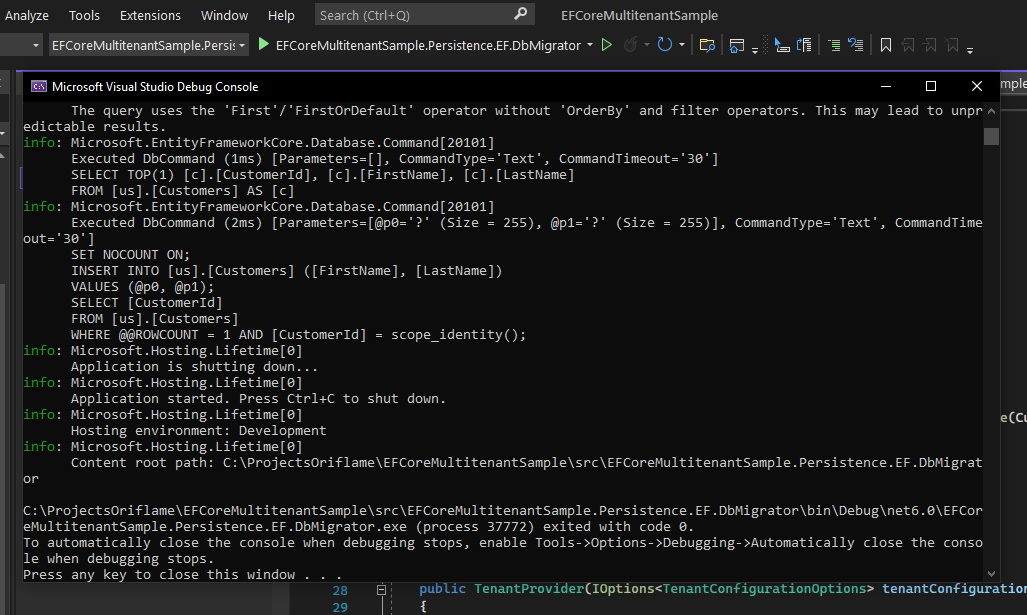 Analyze Tools Extensions Window Help Search (Ctrl+Q) EFCoreMultitenantSample
EFCoreMultitenantSample.Persis EFCoreMultitenantSample.Persistence.EF.DbMigrator
Microsoft Visual Studio Debug Console
The query uses the 'First'/'FirstOrDefault' operator without 'OrderBy' and filter operators. This may lead to unpr
edictable results.
info: Microsoft.EntityFrameworkCore.Database.Command[20101]
Executed DbCommand (1ms) [Parameters=[], CommandType='Text', CommandTimeout='30']
SELECT TOP(1) [c].[CustomerId], [c].[FirstName], [c].[LastName]
FROM [us].[Customers] AS [c]
info: Microsoft.EntityFrameworkCore.Database.Command[20101]
Executed DbCommand (2ms) [Parameters=[@p0='?' (Size = 255), @p1='?' (Size = 255)], CommandType='Text', CommandTime
out='30']
SET NOCOUNT ON;
INSERT INTO [us].[Customers] ([FirstName], [LastName])
VALUES (@p0, @p1);
SELECT [CustomerId]
FROM [us].[Customers]
WHERE @@ROWCOUNT = 1 AND [CustomerId] = scope_identity();
info: Microsoft.Hosting.Lifetime[0]
Application is shutting down...
info: Microsoft.Hosting.Lifetime[0]
Application started. Press Ctrl+C to shut down.
info: Microsoft.Hosting.Lifetime[0]
Hosting environment: Development
info: Microsoft.Hosting.Lifetime[0]
Content root path: C:\ProjectsOriflame\EFCoreMultitenantSample\src\EFCoreMultitenantSample.Persistence.EF.DbMigrat
or
C:\ProjectsOriflame\EFCoreMultitenantSample\src\EFCoreMultitenantSample.Persistence.EF.DbMigrator\bin\Debug\net6.0\EFCor
eMultitenantSample.Persistence.EF.DbMigrator.exe (process 37772) exited with code 0.
To automatically close the console when debugging stops, enable Tools->Options->Debugging->Automatically close the conso
le when debugging stops.
Press any key to close this window . . .
mple
e(Cu
28 public TenantProvider(IOptions<TenantConfigurationOptions> tenantConfiguration
29 {